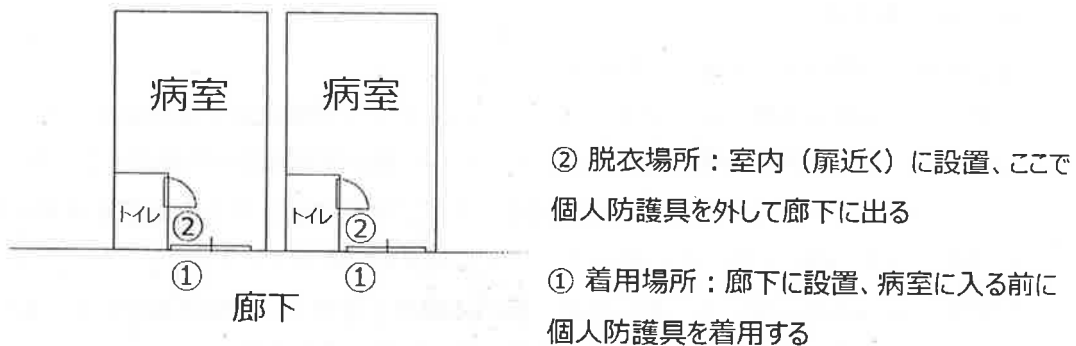 病室
病室
トイレ
トイレ
②
②
①
①
廊下
② 脱衣場所：室内（扉近く）に設置、ここで
個人防護具を外して廊下に出る
① 着用場所：廊下に設置、病室に入る前に
個人防護具を着用する